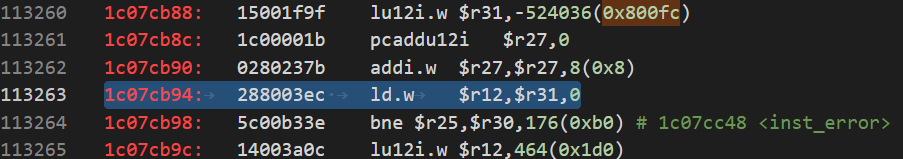 113260 1c07cb88: 15001f9f lu12i.w $r31,-524036(0x800fc)
113261 1c07cb8c: 1c00001b pcaddu12i $r27,0
113262 1c07cb90: 0280237b addi.w $r27,$r27,8(0x8)
113263 1c07cb94: 288003ec ld.w $r12,$r31,0
113264 1c07cb98: 5c00b33e bne $r25,$r30,176(0xb0) # 1c07cc48 <inst_error>
113265 1c07cb9c: 14003a0c lu12i.w $r12,464(0x1d0)